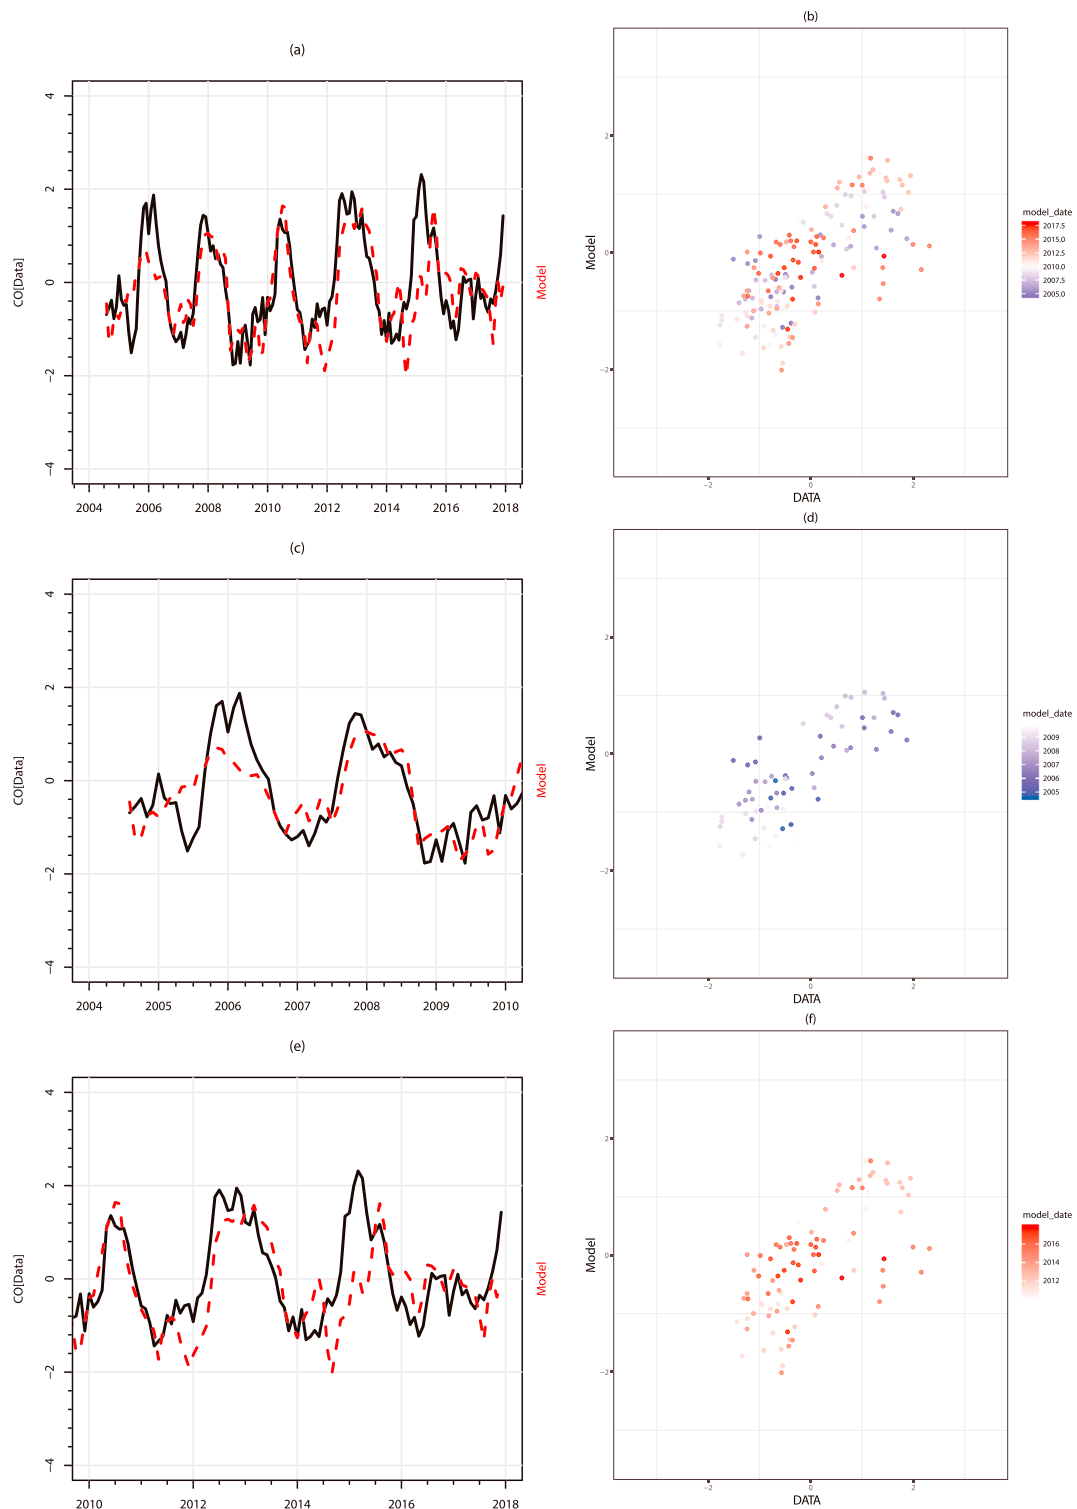 (a)
CO[Data]
4
2
0
−2
−4
2004 2006 2008 2010 2012 2014 2016 2018
Model
(b)
Model
2
0
−2
−2 0 2
DATA
model_date
2017.5
2015.0
2012.5
2010.0
2007.5
2005.0
(c)
CO[Data]
4
2
0
−2
−4
2004 2005 2006 2007 2008 2009 2010
Model
(d)
Model
2
0
−2
−2 0 2
DATA
model_date
2009
2008
2007
2006
2005
(e)
CO[Data]
4
2
0
−2
−4
2010 2012 2014 2016 2018
Model
(f)
Model
2
0
−2
−2 0 2
DATA
model_date
2016
2014
2012